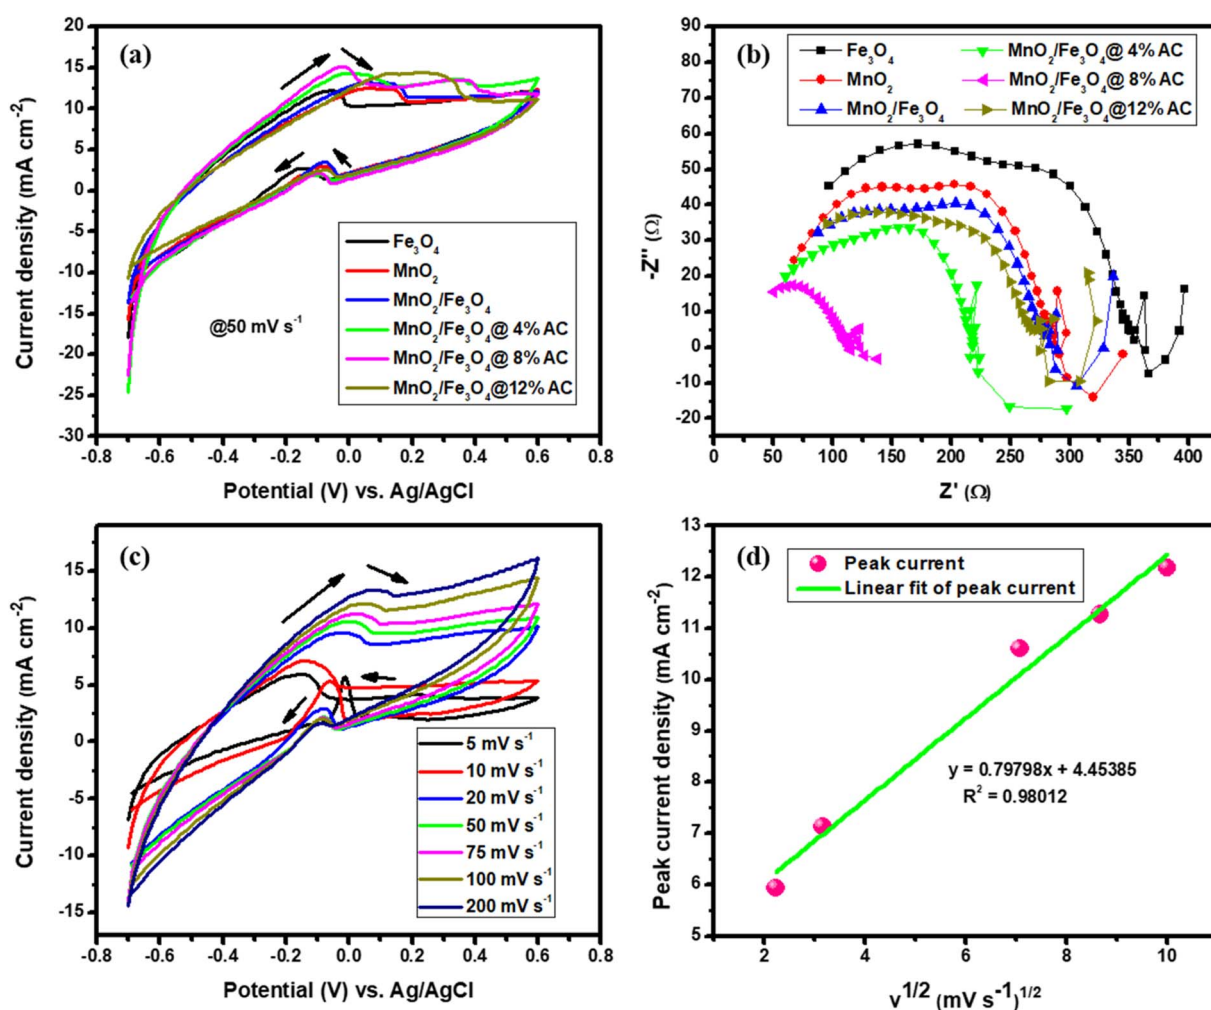 (a)
Current density (mA cm⁻²)
20
15
10
5
0
-5
-10
-15
-20
-25
-30
@50 mV s⁻¹
Fe₃O₄
MnO₂
MnO₂/Fe₃O₄
MnO₂/Fe₃O₄@ 4% AC
MnO₂/Fe₃O₄@ 8% AC
MnO₂/Fe₃O₄@12% AC
-0.8 -0.6 -0.4 -0.2 0.0 0.2 0.4 0.6 0.8
Potential (V) vs. Ag/AgCl
(b)
-Z'' (Ω)
90
80
70
60
50
40
30
20
10
0
-10
-20
Fe₃O₄
MnO₂
MnO₂/Fe₃O₄
MnO₂/Fe₃O₄@ 4% AC
MnO₂/Fe₃O₄@ 8% AC
MnO₂/Fe₃O₄@12% AC
0 50 100 150 200 250 300 350 400
Z' (Ω)
(c)
Current density (mA cm⁻²)
15
10
5
0
-5
-10
-15
5 mV s⁻¹
10 mV s⁻¹
20 mV s⁻¹
50 mV s⁻¹
75 mV s⁻¹
100 mV s⁻¹
200 mV s⁻¹
-0.8 -0.6 -0.4 -0.2 0.0 0.2 0.4 0.6 0.8
Potential (V) vs. Ag/AgCl
(d)
Peak current density (mA cm⁻²)
13
12
11
10
9
8
7
6
5
Peak current
Linear fit of peak current
y = 0.79798x + 4.45385
R² = 0.98012
2 4 6 8 10
v¹ᐟ² (mV s⁻¹)¹ᐟ²